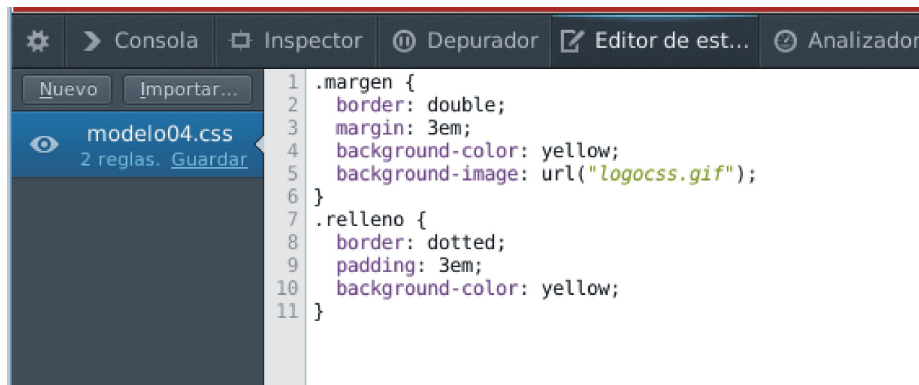 Consola Inspector Depurador Editor de est... Analizador
Nuevo Importar...
modelo04.css
2 reglas. Guardar
1 .margen {
2 border: double;
3 margin: 3em;
4 background-color: yellow;
5 background-image: url("logocss.gif");
6 }
7 .relleno {
8 border: dotted;
9 padding: 3em;
10 background-color: yellow;
11 }